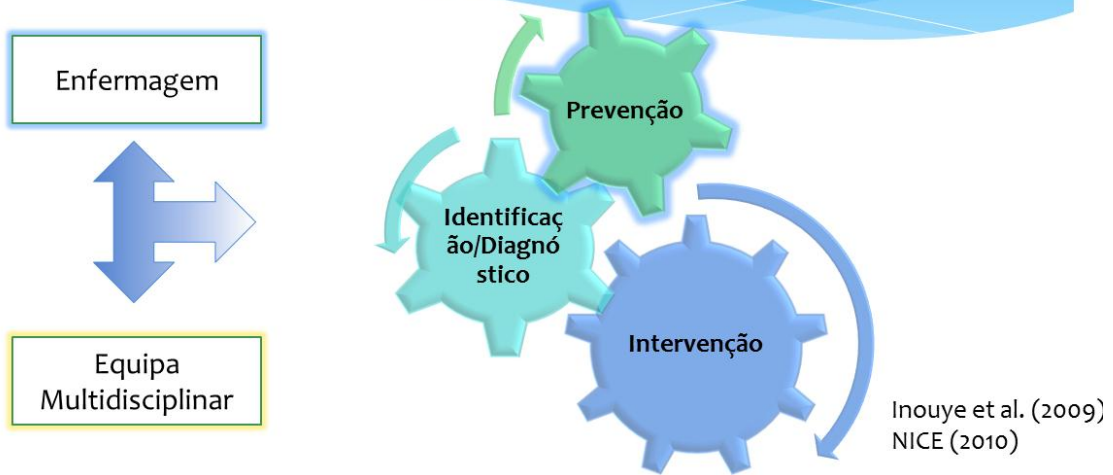 Enfermagem
Equipa
Multidisciplinar
Prevenção
Identificaç
ão/Diagnó
stico
Intervenção
Inouye et al. (2009)
NICE (2010)